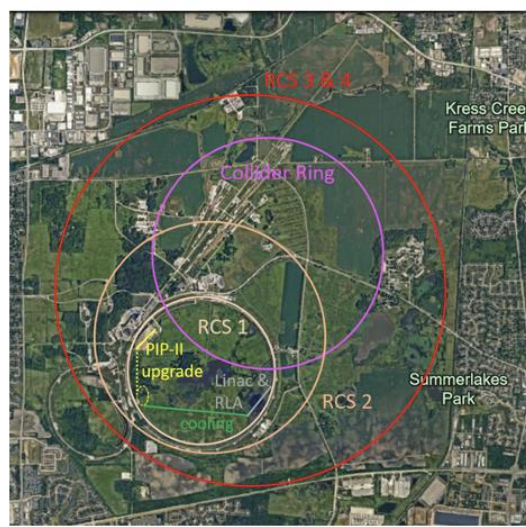 RCS 3 & 4
Kress Cree
Farms Park
Collider Ring
RCS 1
PIP-II
upgrade
Linac &
RLA
Summerlakes
Park
RCS 2
cooling